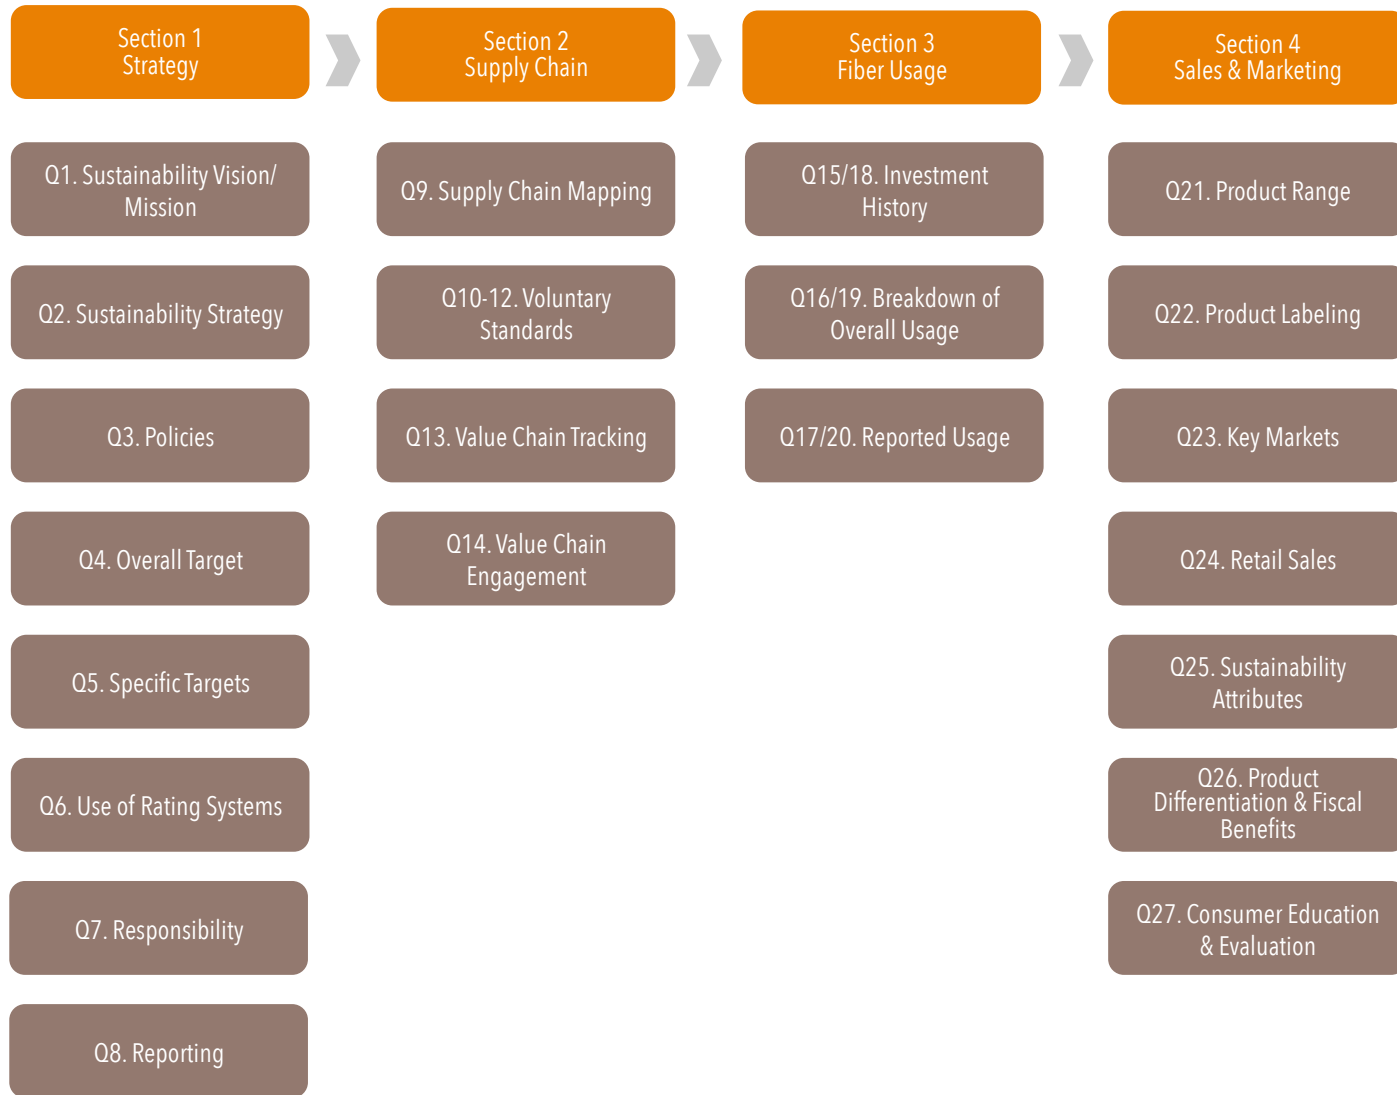 Section 1
Strategy
Section 2
Supply Chain
Section 3
Fiber Usage
Section 4
Sales & Marketing
Q1. Sustainability Vision/
Mission
Q2. Sustainability Strategy
Q3. Policies
Q4. Overall Target
Q5. Specific Targets
Q6. Use of Rating Systems
Q7. Responsibility
Q8. Reporting
Q9. Supply Chain Mapping
Q10-12. Voluntary
Standards
Q13. Value Chain Tracking
Q14. Value Chain
Engagement
Q15/18. Investment
History
Q16/19. Breakdown of
Overall Usage
Q17/20. Reported Usage
Q21. Product Range
Q22. Product Labeling
Q23. Key Markets
Q24. Retail Sales
Q25. Sustainability
Attributes
Q26. Product
Differentiation & Fiscal
Benefits
Q27. Consumer Education
& Evaluation